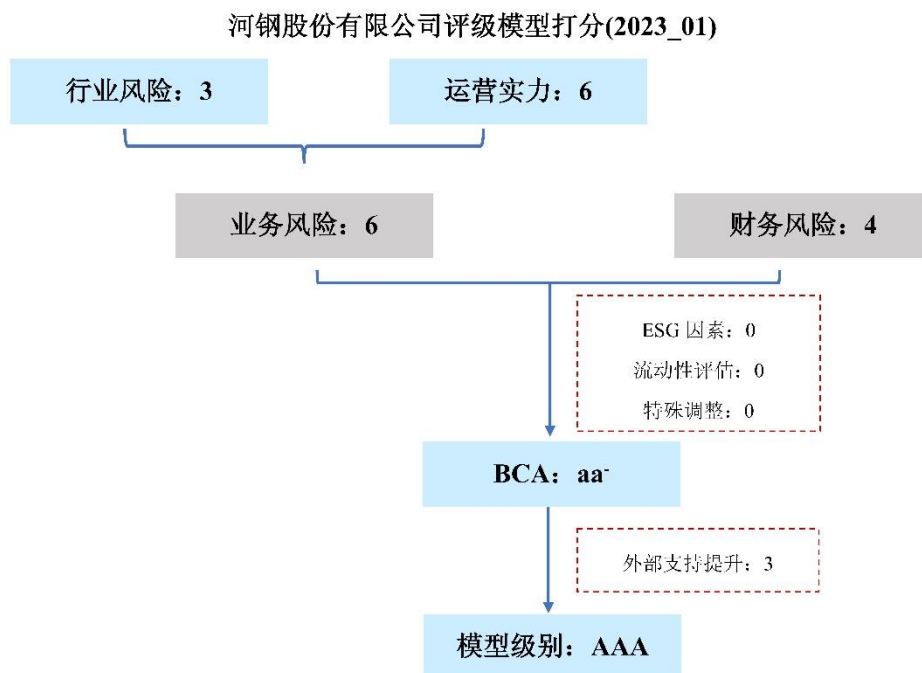 河钢股份有限公司评级模型打分(2023_01)
行业风险：3
运营实力：6
业务风险：6
财务风险：4
ESG 因素：0
流动性评估：0
特殊调整：0
BCA：aa-
外部支持提升：3
模型级别：AAA